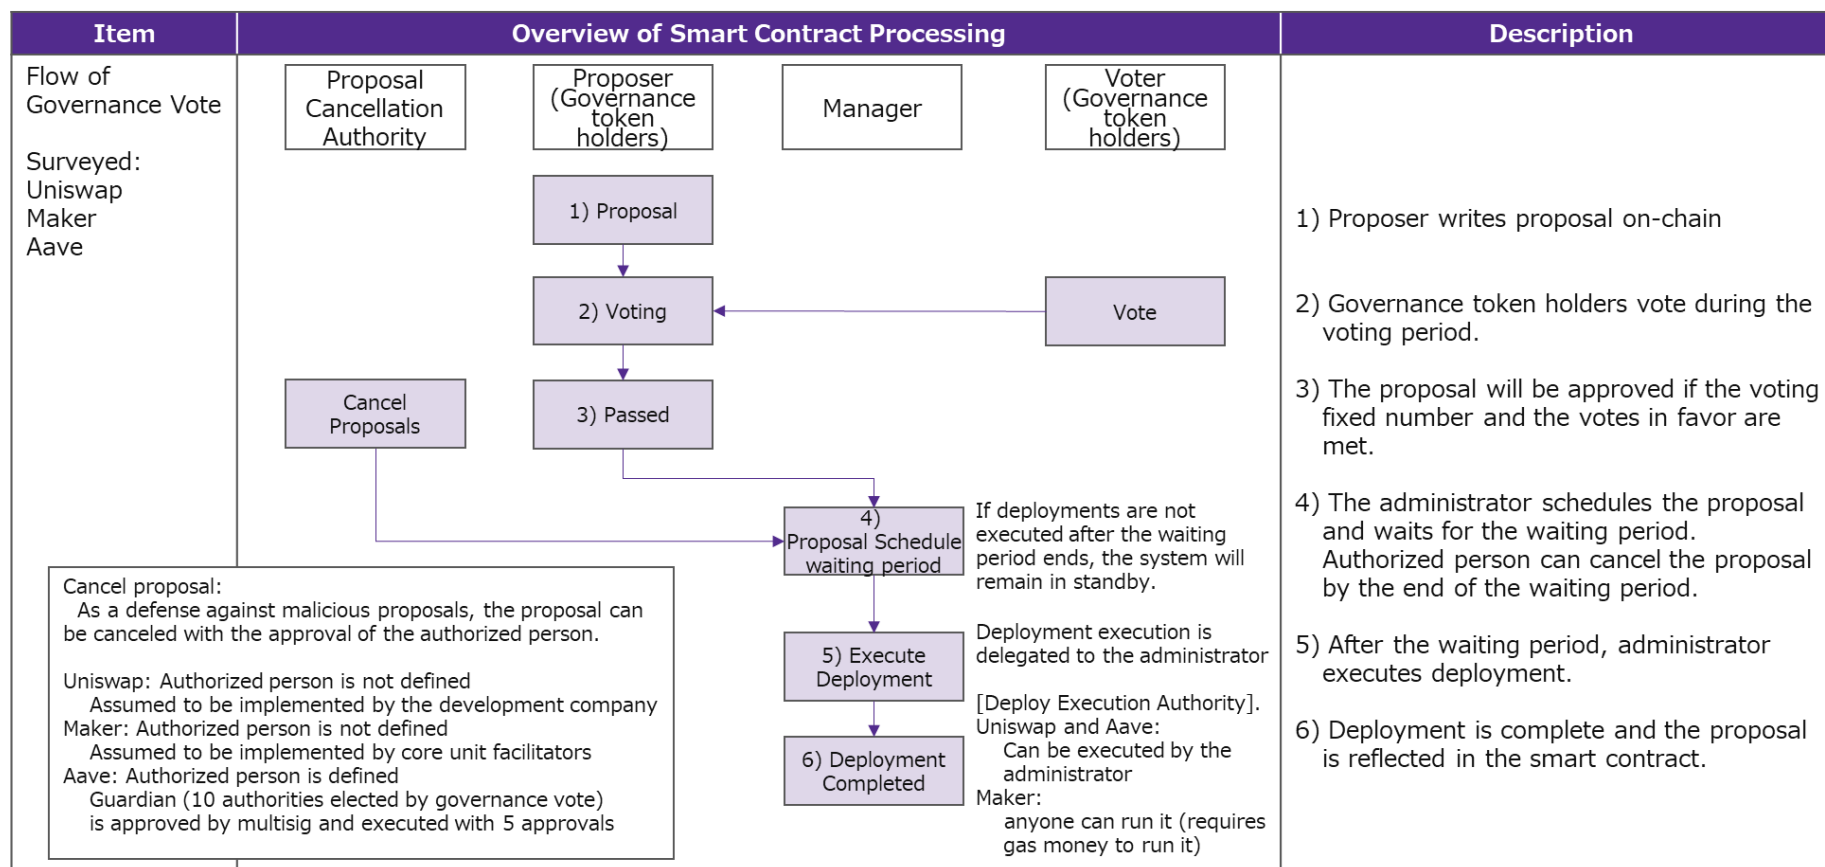 Item
Overview of Smart Contract Processing
Description
Flow of
Governance Vote
Surveyed:
Uniswap
Maker
Aave
Proposal
Cancellation
Authority
Proposer
(Governance
token
holders)
Manager
Voter
(Governance
token
holders)
1) Proposal
2) Voting
Vote
Cancel
Proposals
3) Passed
4)
Proposal Schedule
waiting period
If deployments are not
executed after the waiting
period ends, the system will
remain in standby.
Cancel proposal:
As a defense against malicious proposals, the proposal can
be canceled with the approval of the authorized person.
Uniswap: Authorized person is not defined
Assumed to be implemented by the development company
Maker: Authorized person is not defined
Assumed to be implemented by core unit facilitators
Aave: Authorized person is defined
Guardian (10 authorities elected by governance vote)
is approved by multisig and executed with 5 approvals
5) Execute
Deployment
Deployment execution is
delegated to the administrator
[Deploy Execution Authority].
Uniswap and Aave:
Can be executed by the
administrator
Maker:
anyone can run it (requires
gas money to run it)
6) Deployment
Completed
1) Proposer writes proposal on-chain
2) Governance token holders vote during the
voting period.
3) The proposal will be approved if the voting
fixed number and the votes in favor are
met.
4) The administrator schedules the proposal
and waits for the waiting period.
Authorized person can cancel the proposal
by the end of the waiting period.
5) After the waiting period, administrator
executes deployment.
6) Deployment is complete and the proposal
is reflected in the smart contract.